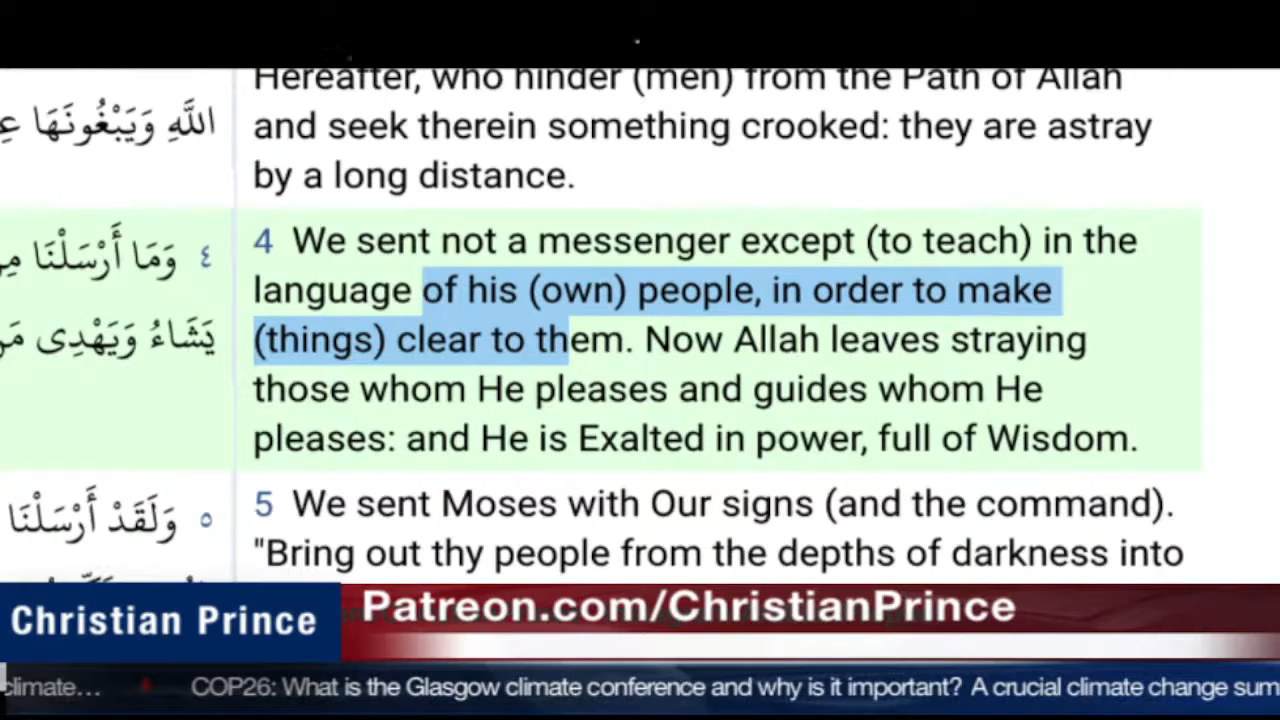 Hereafter, who hinder (men) from the Path of Allah
and seek therein something crooked: they are astray
by a long distance.
اللَّهِ وَيَبْغُونَهَا
4 We sent not a messenger except (to teach) in the
language of his (own) people, in order to make
(things) clear to them. Now Allah leaves straying
those whom He pleases and guides whom He
pleases: and He is Exalted in power, full of Wisdom.
٤ وَمَا أَرْسَلْنَا
يَشَاءُ وَيَهْدِى
5 We sent Moses with Our signs (and the command).
"Bring out thy people from the depths of darkness into
٥ وَلَقَدْ أَرْسَلْنَا
Christian Prince
Patreon.com/ChristianPrince
climate... COP26: What is the Glasgow climate conference and why is it important? A crucial climate change sum